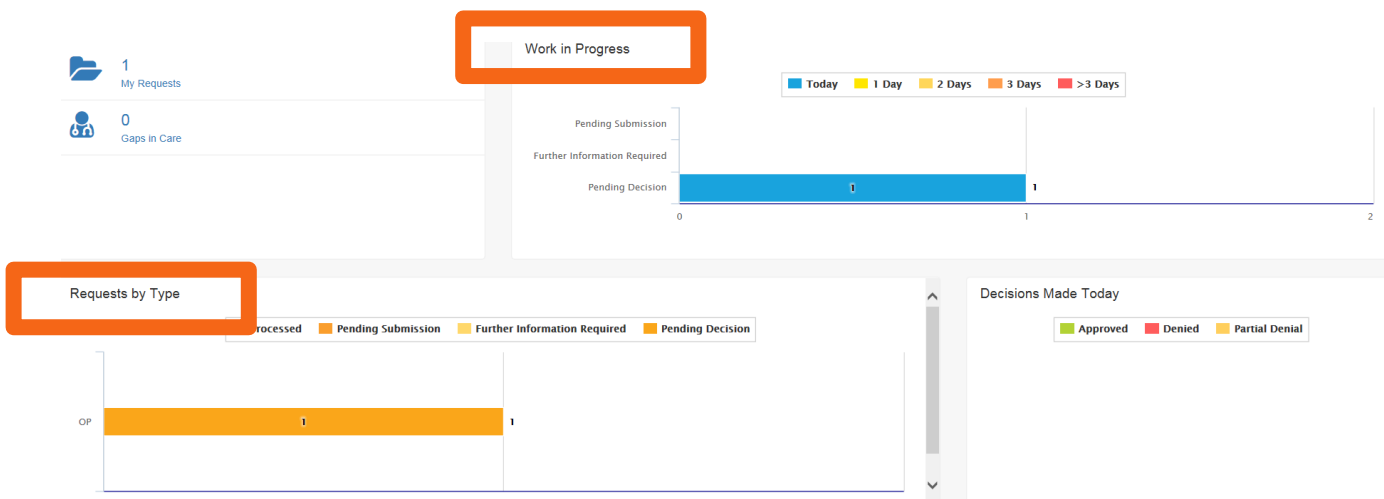 1
My Requests
0
Gaps in Care
Work in Progress
Today 1 Day 2 Days 3 Days >3 Days
Pending Submission
Further Information Required
Pending Decision
1 1
0 1 2
Requests by Type
Pending Submission Further Information Required Pending Decision
OP
1 1
Decisions Made Today
Approved Denied Partial Denial